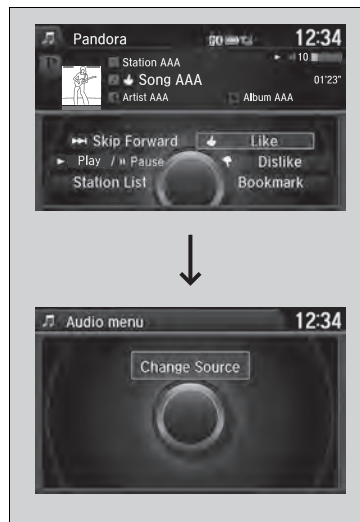 Pandora 12:34
Station AAA 10
Song AAA 01'23"
Artist AAA Album AAA
Skip Forward Like
Play / Pause Dislike
Station List Bookmark
Audio menu 12:34
Change Source